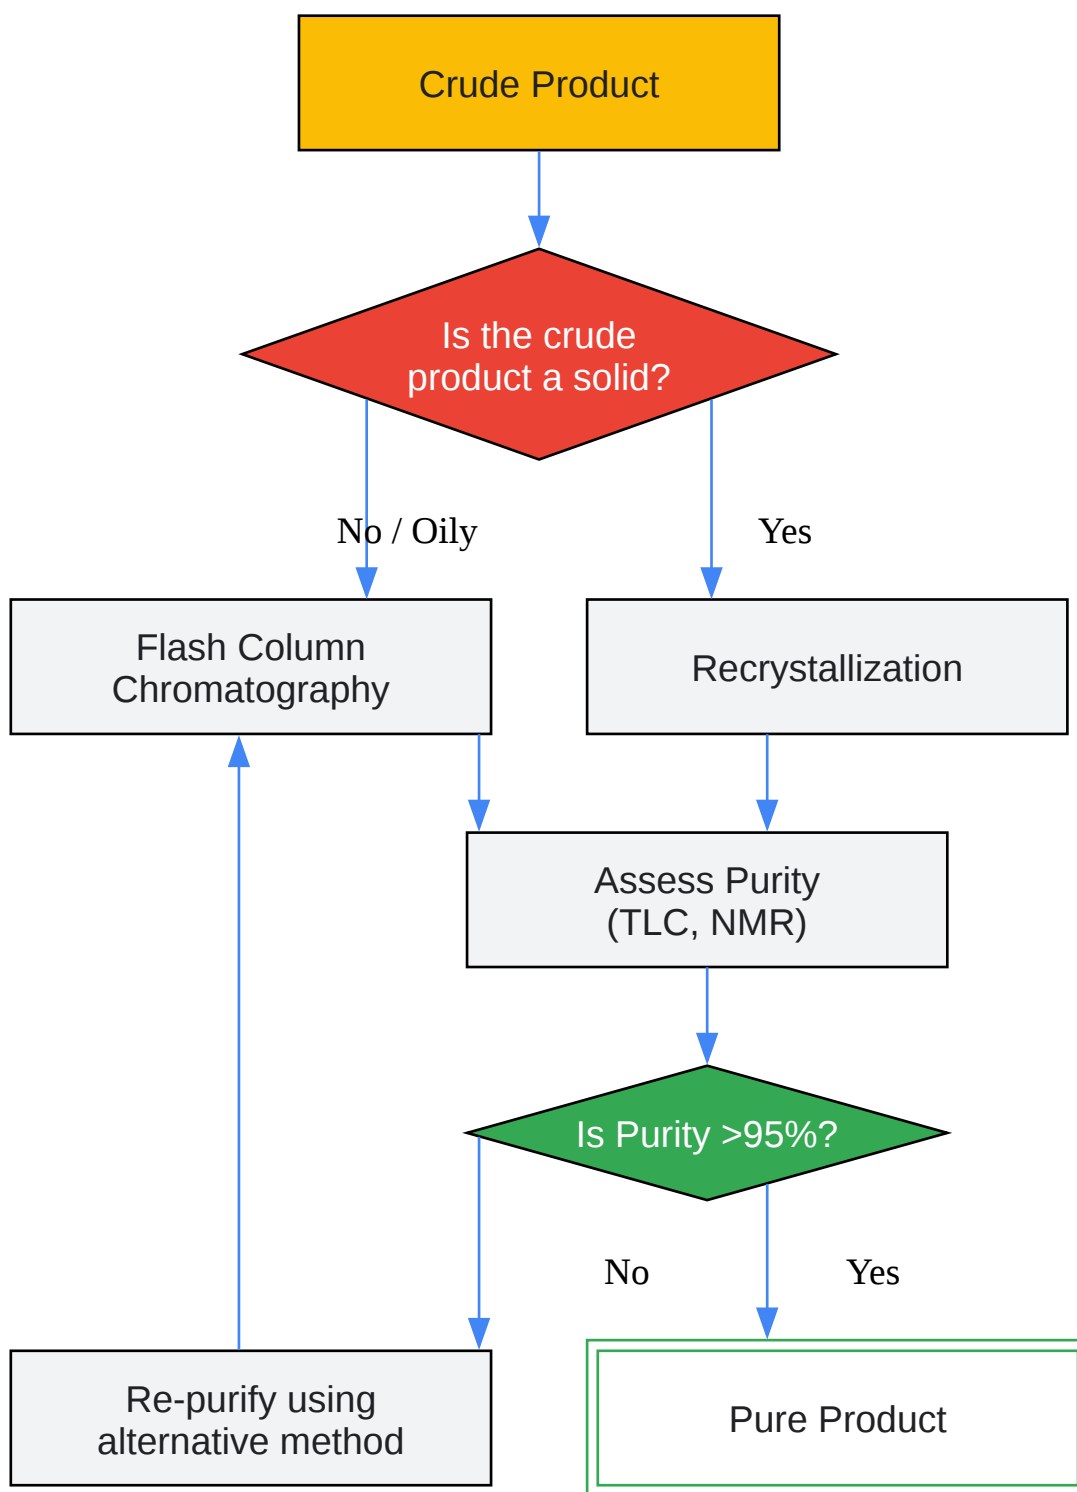 Crude Product
Is the crude
product a solid?
No / Oily
Yes
Flash Column
Chromatography
Recrystallization
Assess Purity
(TLC, NMR)
Is Purity >95%?
No
Yes
Re-purify using
alternative method
Pure Product